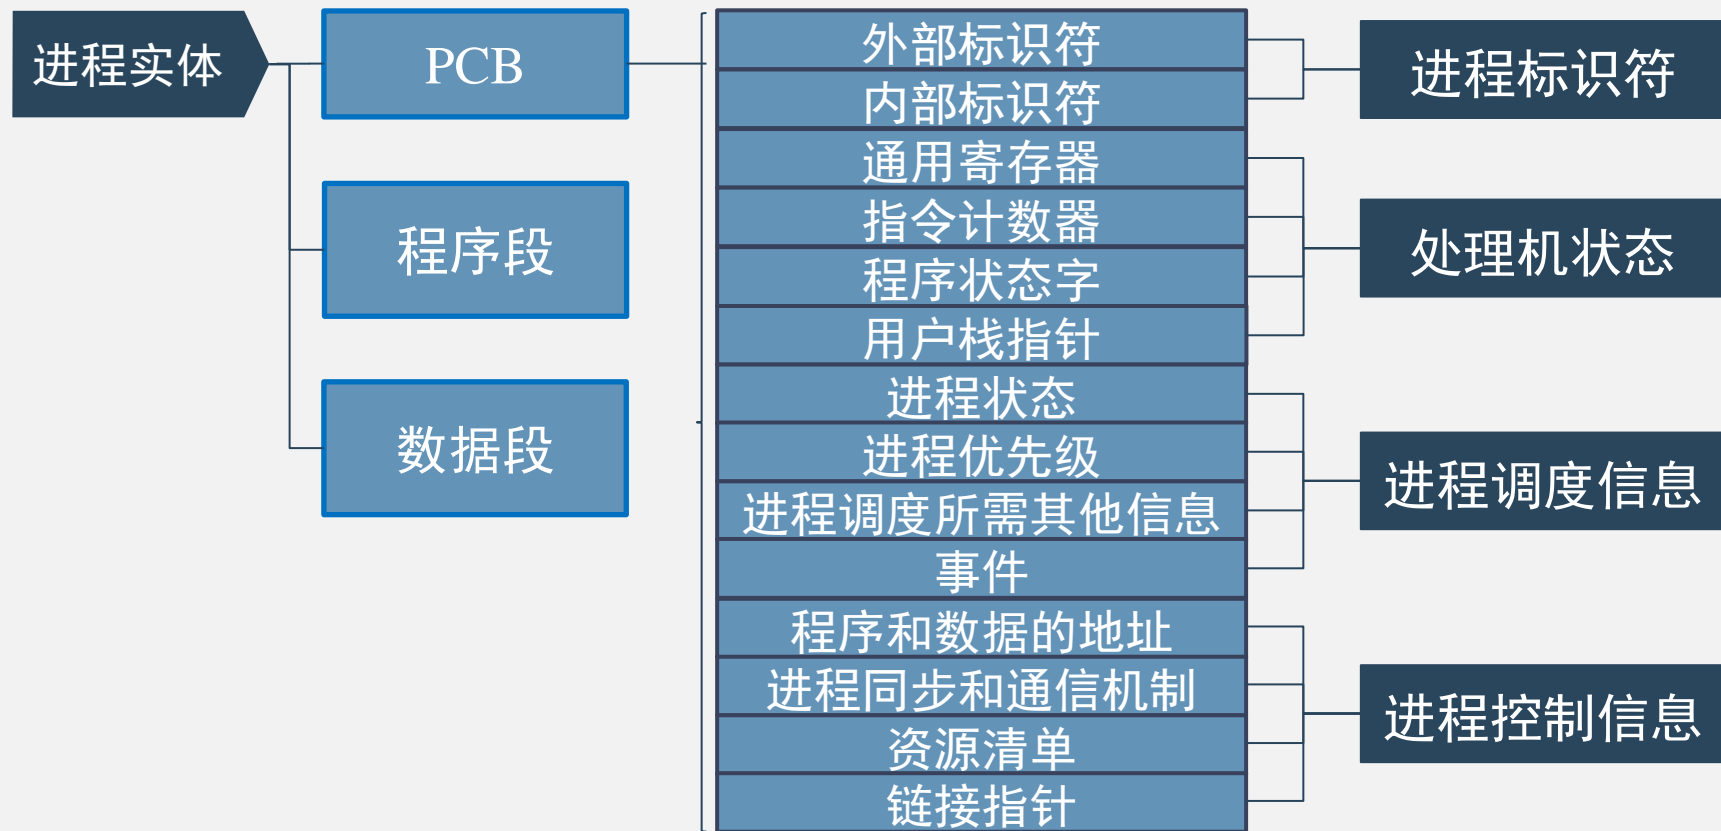 进程实体
PCB
程序段
数据段
外部标识符
内部标识符
通用寄存器
指令计数器
程序状态字
用户栈指针
进程状态
进程优先级
进程调度所需其他信息
事件
程序和数据的地址
进程同步和通信机制
资源清单
链接指针
进程标识符
处理机状态
进程调度信息
进程控制信息